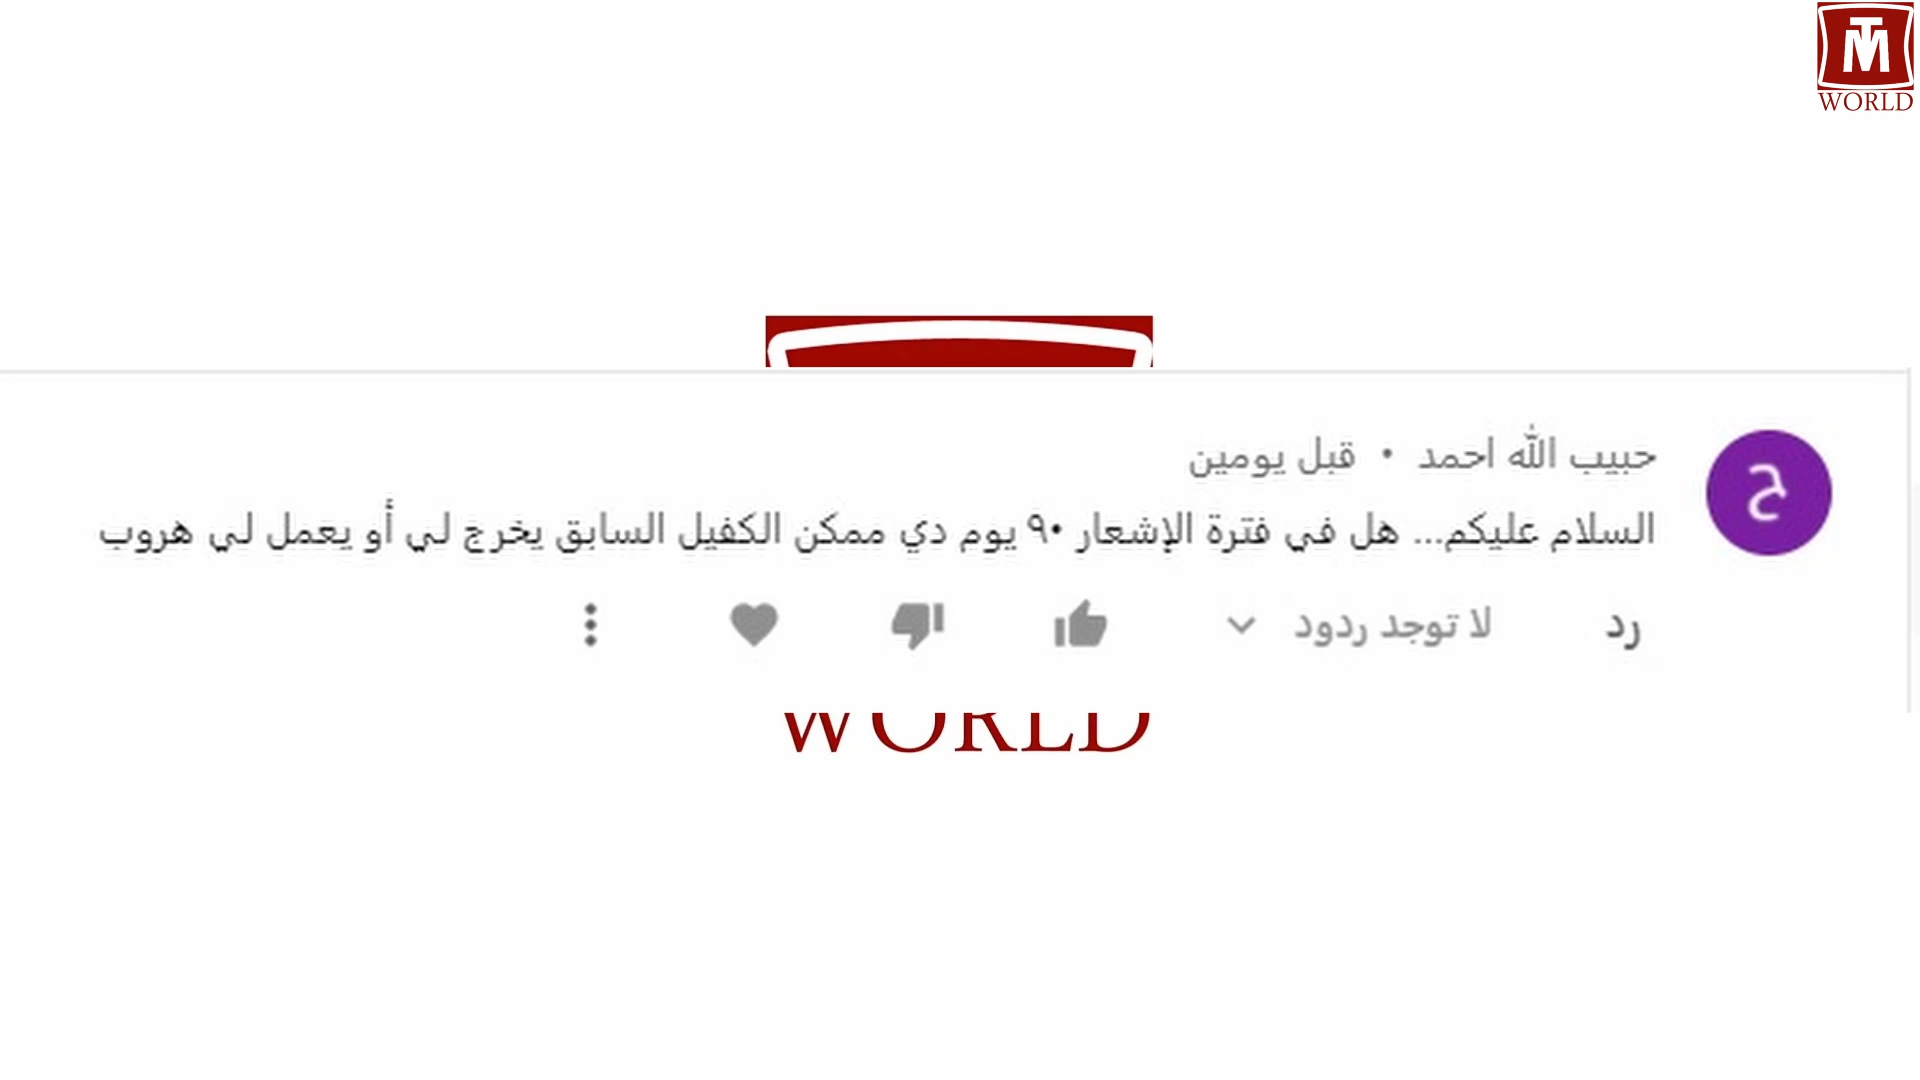 TM
WORLD
حبيب الله احمد • قبل يومين
ح
السلام عليكم... هل في فترة الإشعار ٩٠ يوم دي ممكن الكفيل السابق يخرج لي أو يعمل لي هروب
رد لا توجد ردود
WORLD